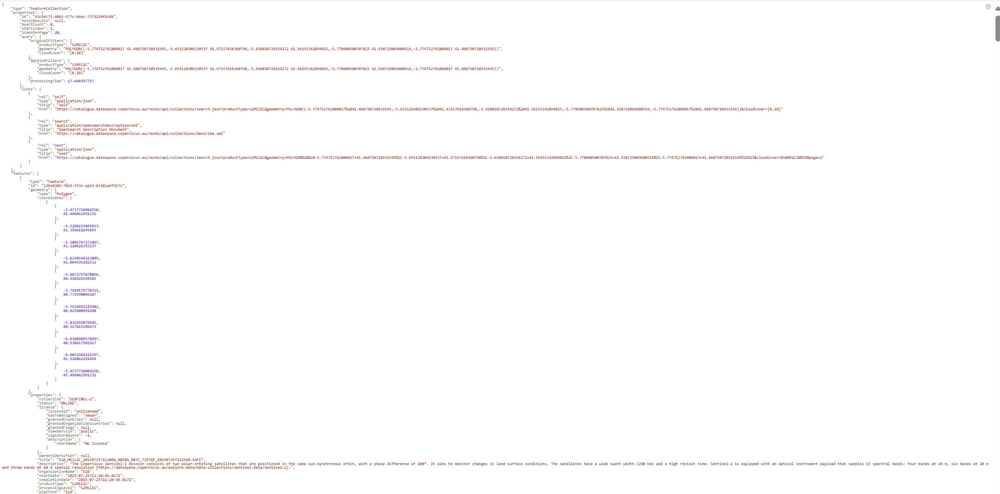 {
"type": "FeatureCollection",
"properties": {
"id": "43c9dc71-48b5-577c-b4ec-7379210f43db",
"totalResults": null,
"exactCount": 0,
"startIndex": 1,
"itemsPerPage": 20,
"query": {
"originalFilters": {
"productType": "S2MSI1C",
"geometry": "POLYGON((-5.774752762806017 41.468750718931545,-5.655128309230537 41.47157618360798,-5.658810728354272 41.56155342894025,-5.778600580707825 41.558719069680514,-5.774752762806017 41.468750718931545))",
"cloudCover": "[0,10]"
},
"appliedFilters": {
"productType": "S2MSI1C",
"geometry": "POLYGON((-5.774752762806017 41.468750718931545,-5.655128309230537 41.47157618360798,-5.658810728354272 41.56155342894025,-5.778600580707825 41.558719069680514,-5.774752762806017 41.468750718931545))",
"cloudCover": "[0,10]"
},
"processingTime": 17.648397757
},
"links": [
{
"rel": "self",
"type": "application/json",
"title": "self",
"href": "https://catalogue.dataspace.copernicus.eu/resto/api/collections/search.json?productType=S2MSI1C&geometry=POLYGON((-5.774752762806017%2041.468750718931545,-5.655128309230537%2041.47157618360798,-5.658810728354272%2041.56155342894025,-5.778600580707825%2041.558719069680514,-5.774752762806017%2041.468750718931545))&cloudCover=[0,10]"
},
{
"rel": "search",
"type": "application/opensearchdescription+xml",
"title": "OpenSearch Description Document",
"href": "https://catalogue.dataspace.copernicus.eu/resto/api/collections/describe.xml"
},
{
"rel": "next",
"type": "application/json",
"title": "next",
"href": "https://catalogue.dataspace.copernicus.eu/resto/api/collections/search.json?productType=S2MSI1C&geometry=POLYGON%28%28-5.774752762806017+41.468750718931545%2C-5.655128309230537+41.47157618360798%2C-5.658810728354272+41.56155342894025%2C-5.778600580707825+41.558719069680514%2C-5.774752762806017+41.468750718931545%29%29&cloudCover=%5B0%2C10%5D&page=2"
}
]
},
"features": [
{
"type": "Feature",
"id": "239c8309-7024-5f3c-a243-83181a9f917c",
"geometry": {
"type": "Polygon",
"coordinates": [
[
[
-5.4737716064158,
41.496842991231
],
[
-5.5260215045033,
41.356618245855
],
[
-5.5802767272497,
41.210626355237
],
[
-5.6338546163005,
41.064435102532
],
[
-5.6872797070056,
40.918191594565
],
[
-5.7410179778311,
40.771990069287
],
[
-5.7939945219982,
40.625600991498
],
[
-5.832945079545,
40.517615546473
],
[
-6.6388909578997,
40.538617501927
],
[
-6.6032964141397,
41.526862291454
],
[
-5.4737716064158,
41.496842991231
]
]
]
},
"properties": {
"collection": "SENTINEL-2",
"status": "ONLINE",
"license": {
"licenseId": "unlicensed",
"hasToBeSigned": "never",
"grantedCountries": null,
"grantedOrganizationCountries": null,
"grantedFlags": null,
"viewService": "public",
"signatureQuota": -1,
"description": {
"shortName": "No license"
}
},
"parentIdentifier": null,
"title": "S2A_MSIL1C_20150725T112046_N0204_R037_T29TQF_20150725T112540.SAFE",
"description": "The Copernicus Sentinel-2 mission consists of two polar-orbiting satellites that are positioned in the same sun-synchronous orbit, with a phase difference of 180°. It aims to monitor changes in land surface conditions. The satellites have a wide swath width (290 km) and a high revisit time. Sentinel-2 is equipped with an optical instrument payload that samples 13 spectral bands: four bands at 10 m, six bands at 20 m
and three bands at 60 m spatial resolution [https://dataspace.copernicus.eu/explore-data/data-collections/sentinel-data/sentinel-2].",
"organisationName": "ESA",
"startDate": "2015-07-25T11:20:46.027Z",
"completionDate": "2015-07-25T11:20:46.027Z",
"productType": "S2MSI1C",
"processingLevel": "S2MSI1C",
"platform": "S2A",